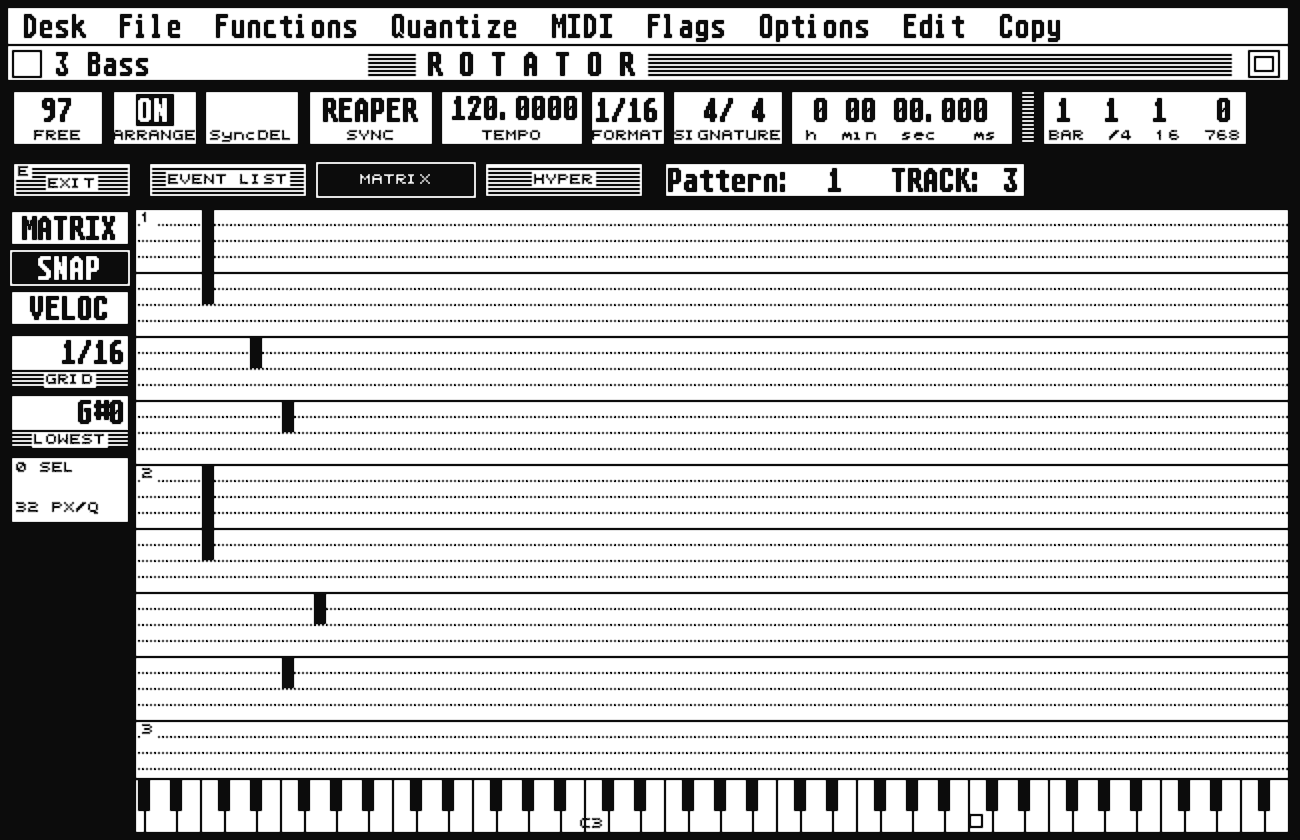 Desk File Functions Quantize MIDI Flags Options Edit Copy
3 Bass ROTATOR
97 ON REAPER 120.0000 1/16 4/ 4 0 00 00.000 1 1 1 0
FREE ARRANGE SyncDEL SYNC TEMPO FORMAT SIGNATURE h min sec ms BAR /4 16 768
E EXIT EVENT LIST MATRIX HYPER Pattern: 1 TRACK: 3
MATRIX
SNAP
VELOC
1/16
GRID
G#0
LOWEST
0 SEL
32 PX/Q
1
2
3
C3